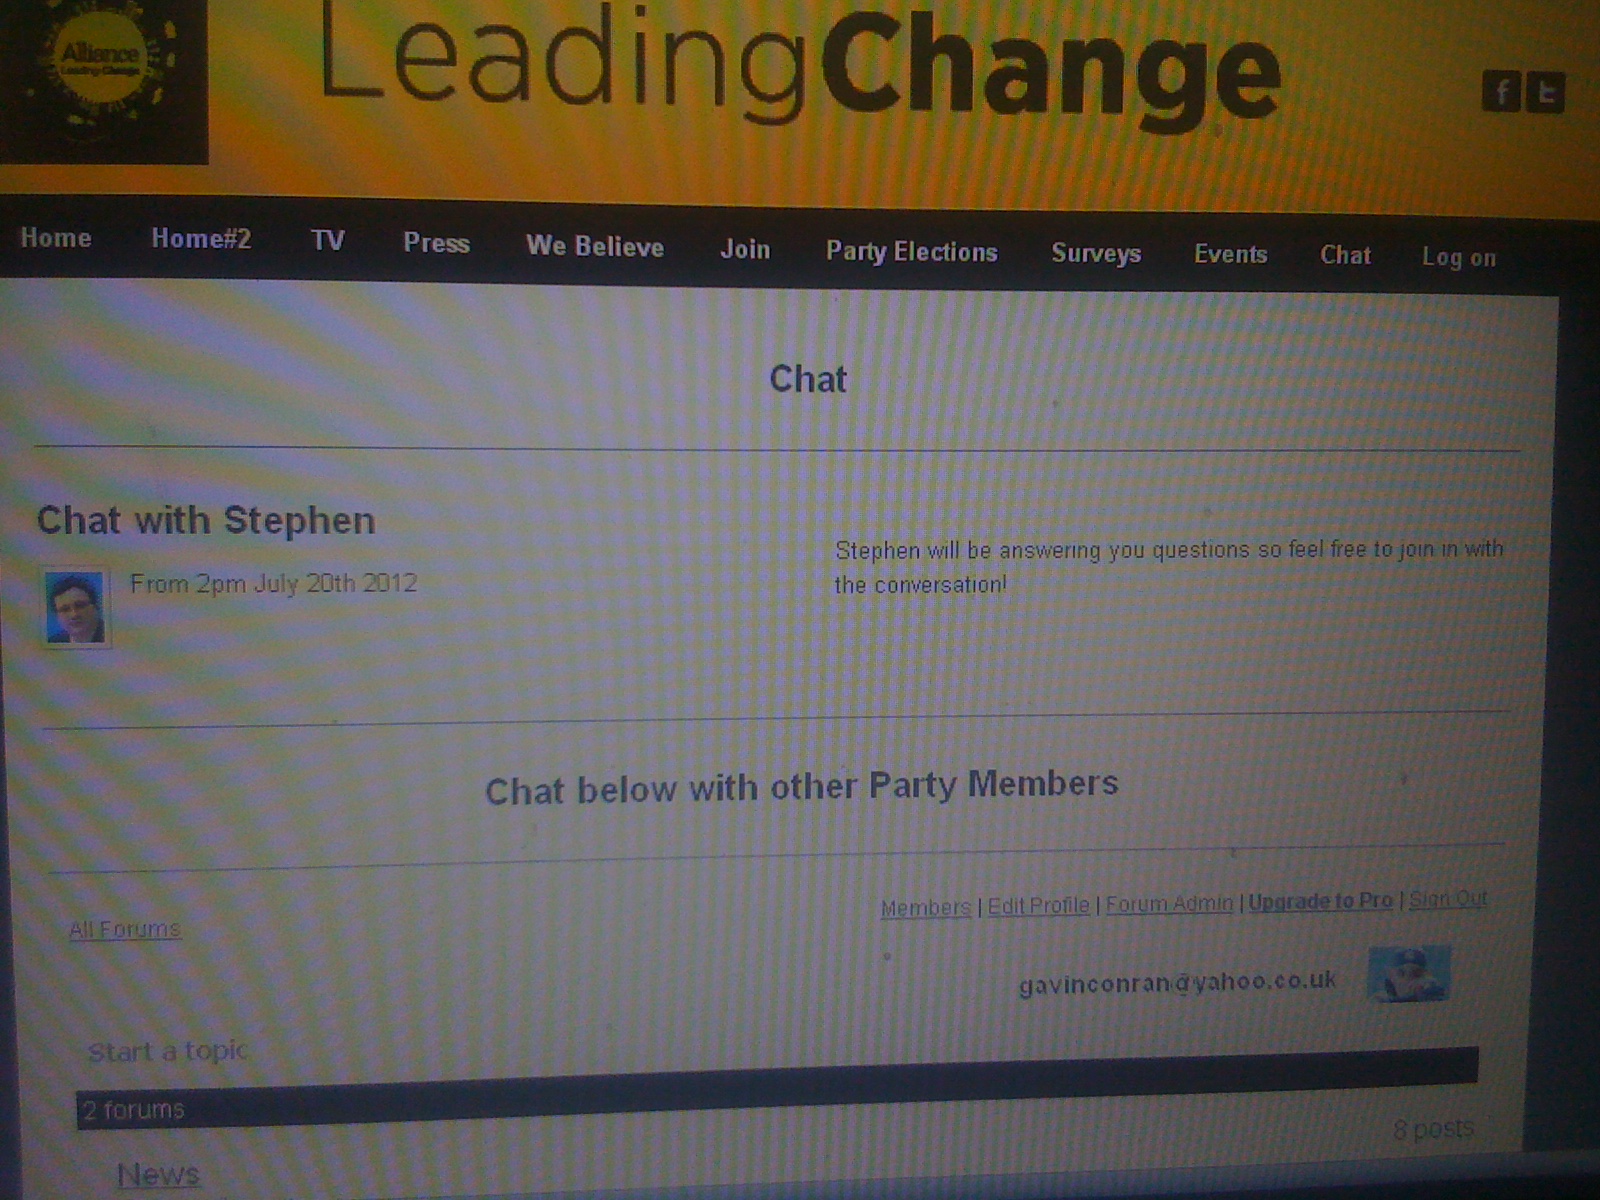 Alliance
Leading Change
LeadingChange
f t
Home Home#2 TV Press We Believe Join Party Elections Surveys Events Chat Log on
Chat
Chat with Stephen
From 2pm July 20th 2012
Stephen will be answering you questions so feel free to join in with
the conversation!
Chat below with other Party Members
Members | Edit Profile | Forum Admin | Upgrade to Pro | Sign Out
All Forums
gavinconran@yahoo.co.uk
Start a topic
2 forums
8 posts
News